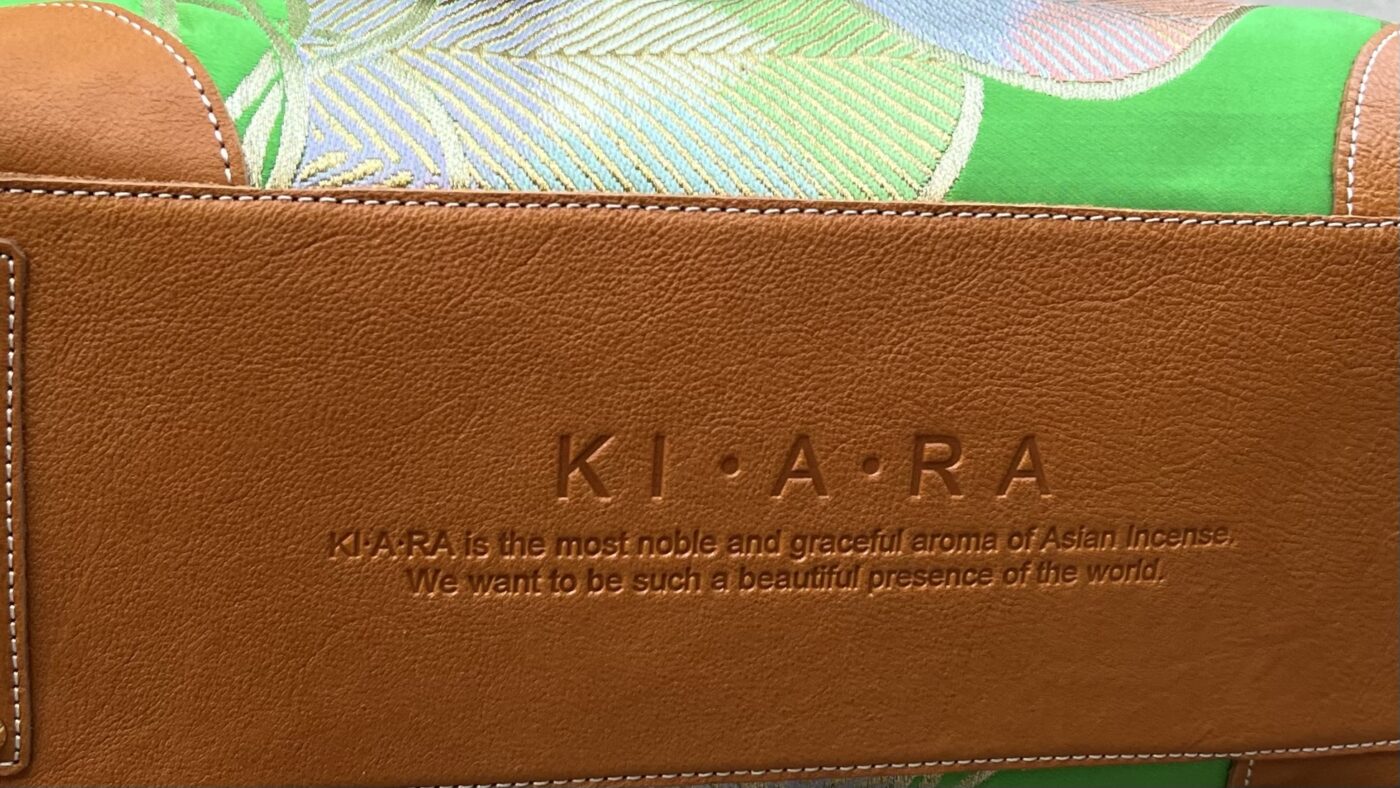 KI・A・RA
KI・A・RA is the most noble and graceful aroma of Asian Incense.
We want to be such a beautiful presence of the world.